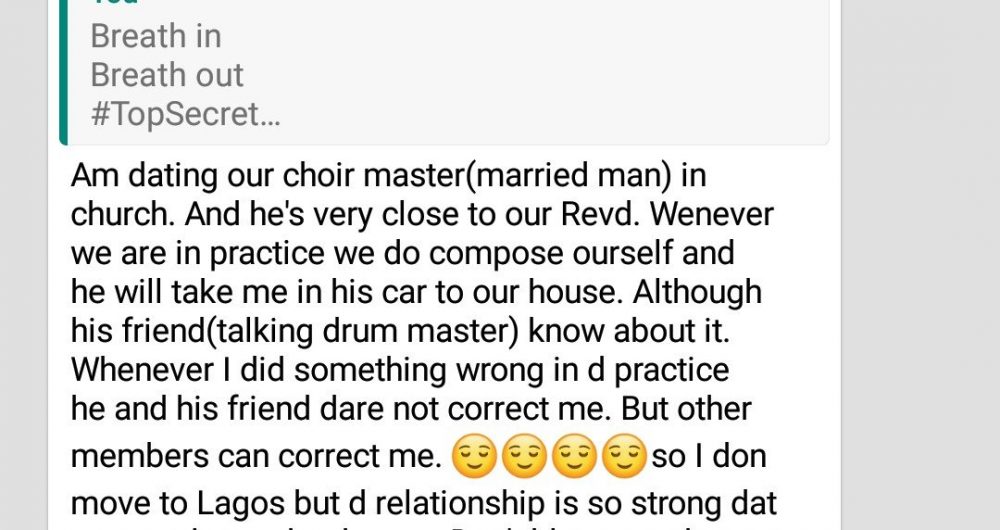 Breath in
Breath out
#TopSecret...
Am dating our choir master(married man) in
church. And he's very close to our Revd. Wenever
we are in practice we do compose ourself and
he will take me in his car to our house. Although
his friend(talking drum master) know about it.
Whenever I did something wrong in d practice
he and his friend dare not correct me. But other
members can correct me. 😌😌😌😌so I don
move to Lagos but d relationship is so strong dat